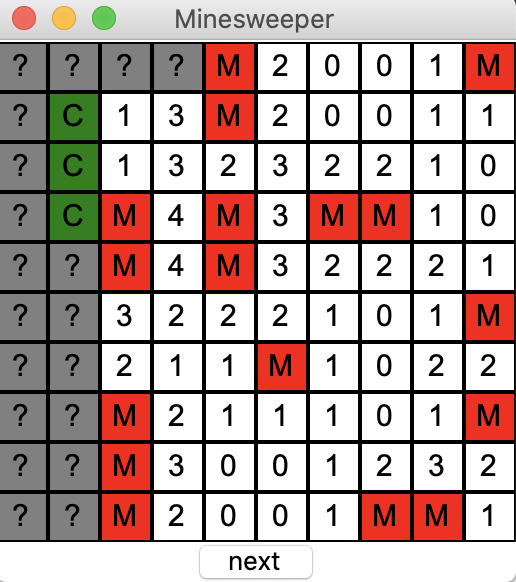 Minesweeper
? ? ? ? M 2 0 0 1 M
? C 1 3 M 2 0 0 1 1
? C 1 3 2 3 2 2 1 0
? C M 4 M 3 M M 1 0
? ? M 4 M 3 2 2 2 1
? ? 3 2 2 2 1 0 1 M
? ? 2 1 1 M 1 0 2 2
? ? M 2 1 1 1 0 1 M
? ? M 3 0 0 1 2 3 2
? ? M 2 0 0 1 M M 1
next